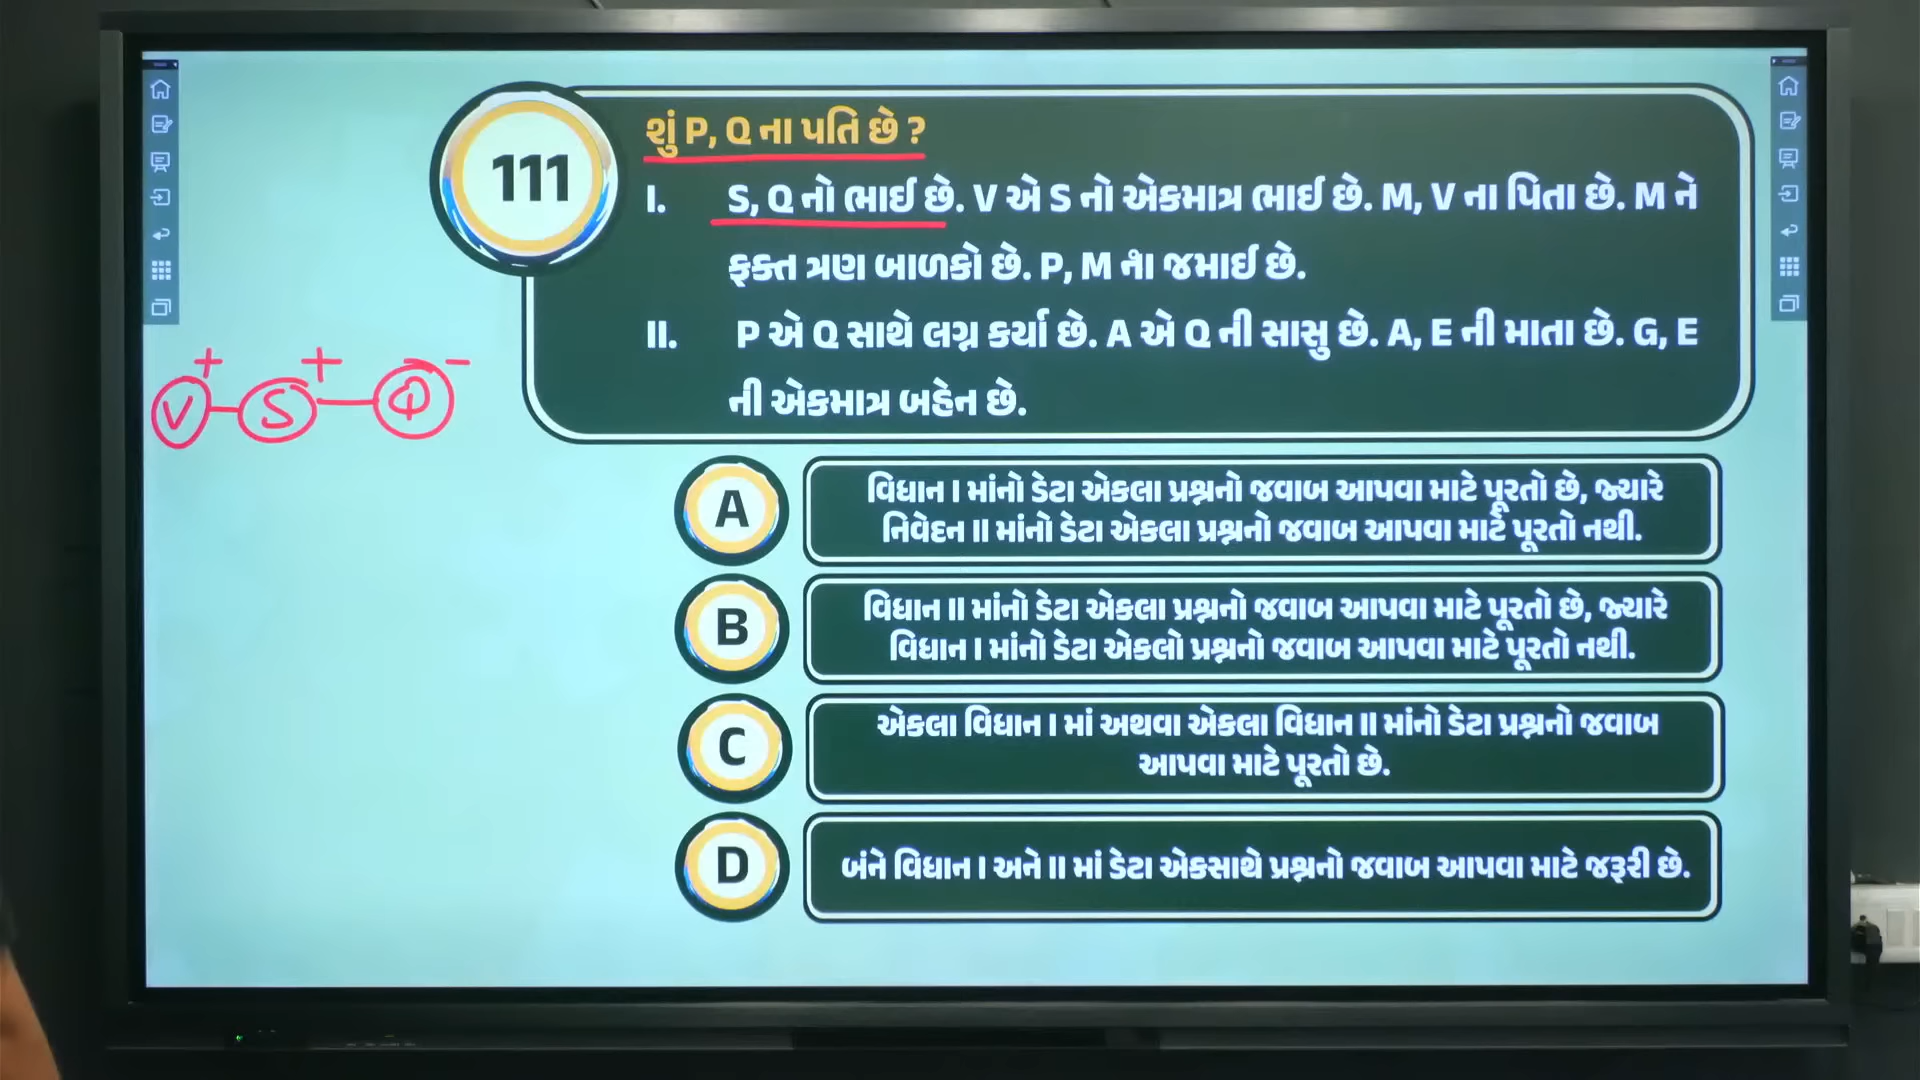 111
શું P, Q ના પતિ છે ?
I. S, Q નો ભાઈ છે. V એ S નો એકમાત્ર ભાઈ છે. M, V ના પિતા છે. M ને
ફક્ત ત્રણ બાળકો છે. P, M ના જમાઈ છે.
II. P એ Q સાથે લગ્ન કર્યા છે. A એ Q ની સાસુ છે. A, E ની માતા છે. G, E
ની એકમાત્ર બહેન છે.
V + S + Q -
A વિધાન I માંનો ડેટા એકલા પ્રશ્નનો જવાબ આપવા માટે પૂરતો છે, જ્યારે
નિવેદન II માંનો ડેટા એકલા પ્રશ્નનો જવાબ આપવા માટે પૂરતો નથી.
B વિધાન II માંનો ડેટા એકલા પ્રશ્નનો જવાબ આપવા માટે પૂરતો છે, જ્યારે
વિધાન I માંનો ડેટા એકલો પ્રશ્નનો જવાબ આપવા માટે પૂરતો નથી.
C એકલા વિધાન I માં અથવા એકલા વિધાન II માંનો ડેટા પ્રશ્નનો જવાબ
આપવા માટે પૂરતો છે.
D બંને વિધાન I અને II માં ડેટા એકસાથે પ્રશ્નનો જવાબ આપવા માટે જરૂરી છે.